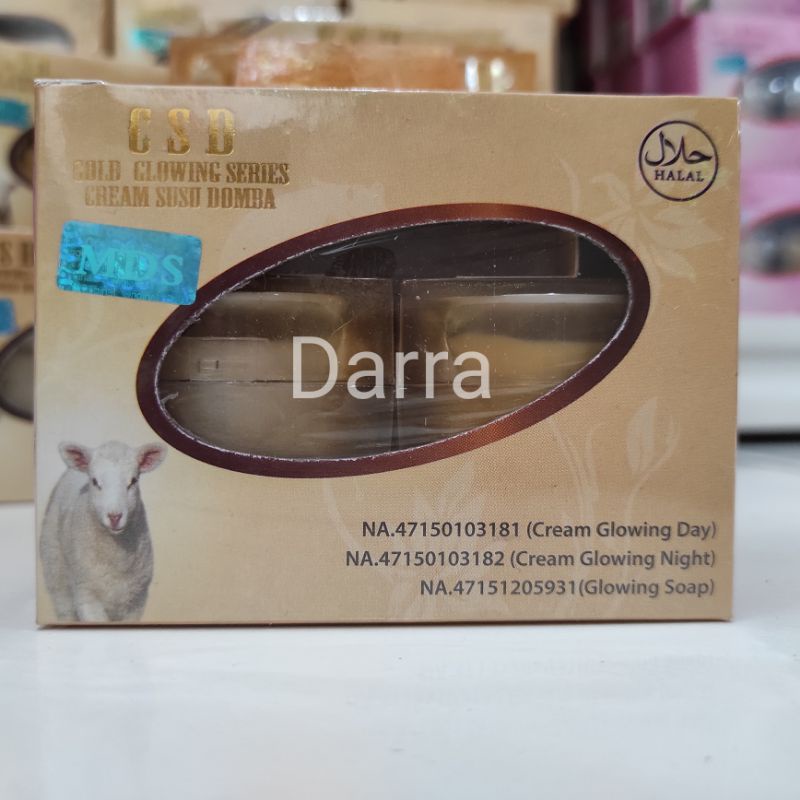 CSD
GOLD GLOWING SERIES
CREAM SUSU DOMBA
حلال
HALAL
MDS
Darra
NA.47150103181 (Cream Glowing Day)
NA.47150103182 (Cream Glowing Night)
NA.47151205931(Glowing Soap)